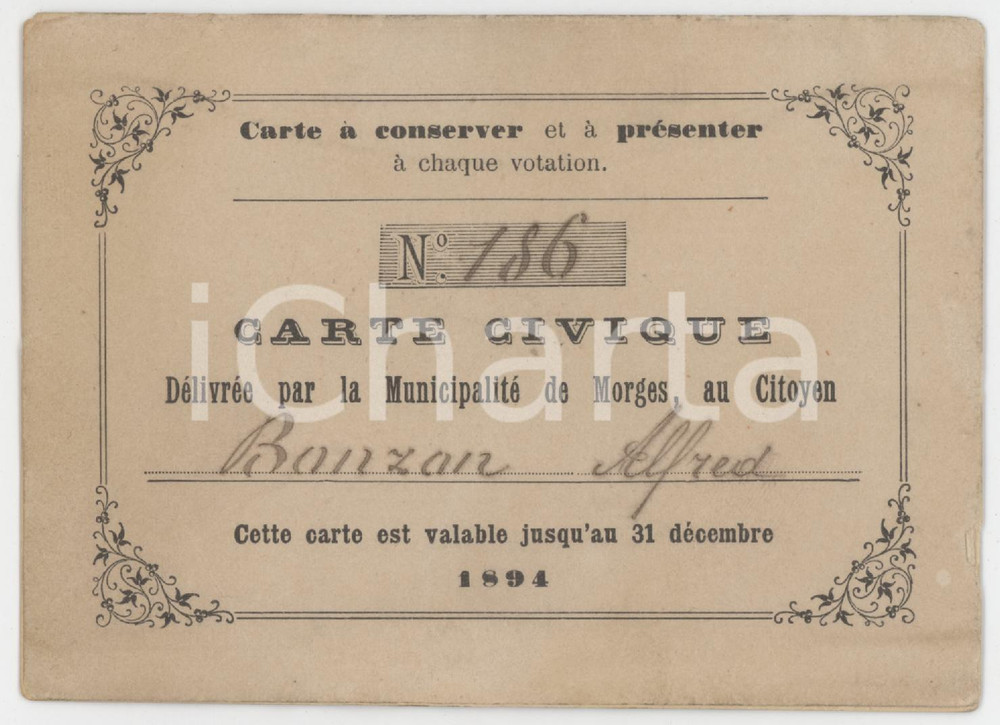 Carte à conserver et à présenter
à chaque votation.
No. 186
CARTE CIVIQUE
iCharta
Délivrée par la Municipalité de Morges, au Citoyen
Bonzon Alfred
Cette carte est valable jusqu'au 31 décembre
1894